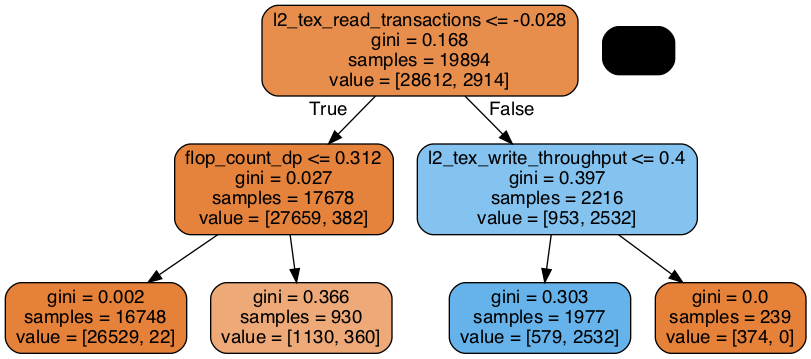 l2_tex_read_transactions <= -0.028
gini = 0.168
samples = 19894
value = [28612, 2914]
True
False
flop_count_dp <= 0.312
gini = 0.027
samples = 17678
value = [27659, 382]
l2_tex_write_throughput <= 0.4
gini = 0.397
samples = 2216
value = [953, 2532]
gini = 0.002
samples = 16748
value = [26529, 22]
gini = 0.366
samples = 930
value = [1130, 360]
gini = 0.303
samples = 1977
value = [579, 2532]
gini = 0.0
samples = 239
value = [374, 0]